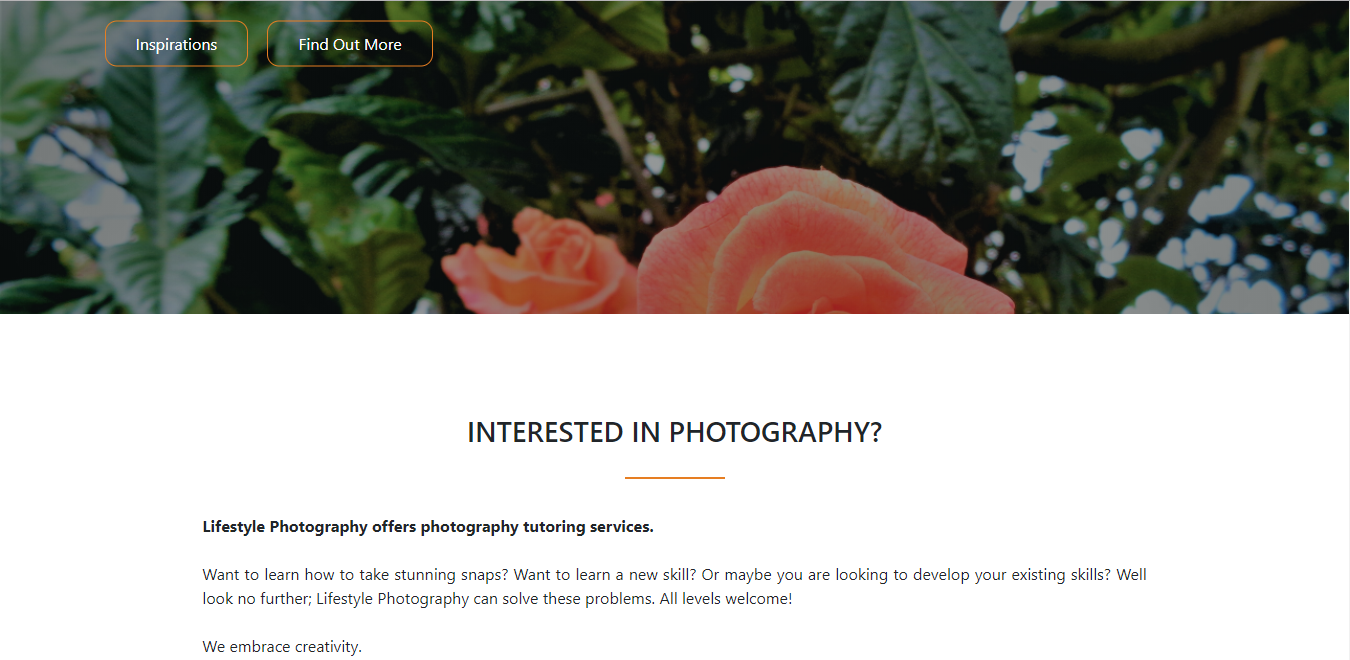 Inspirations
Find Out More
INTERESTED IN PHOTOGRAPHY?
Lifestyle Photography offers photography tutoring services.
Want to learn how to take stunning snaps? Want to learn a new skill? Or maybe you are looking to develop your existing skills? Well
look no further; Lifestyle Photography can solve these problems. All levels welcome!
We embrace creativity.